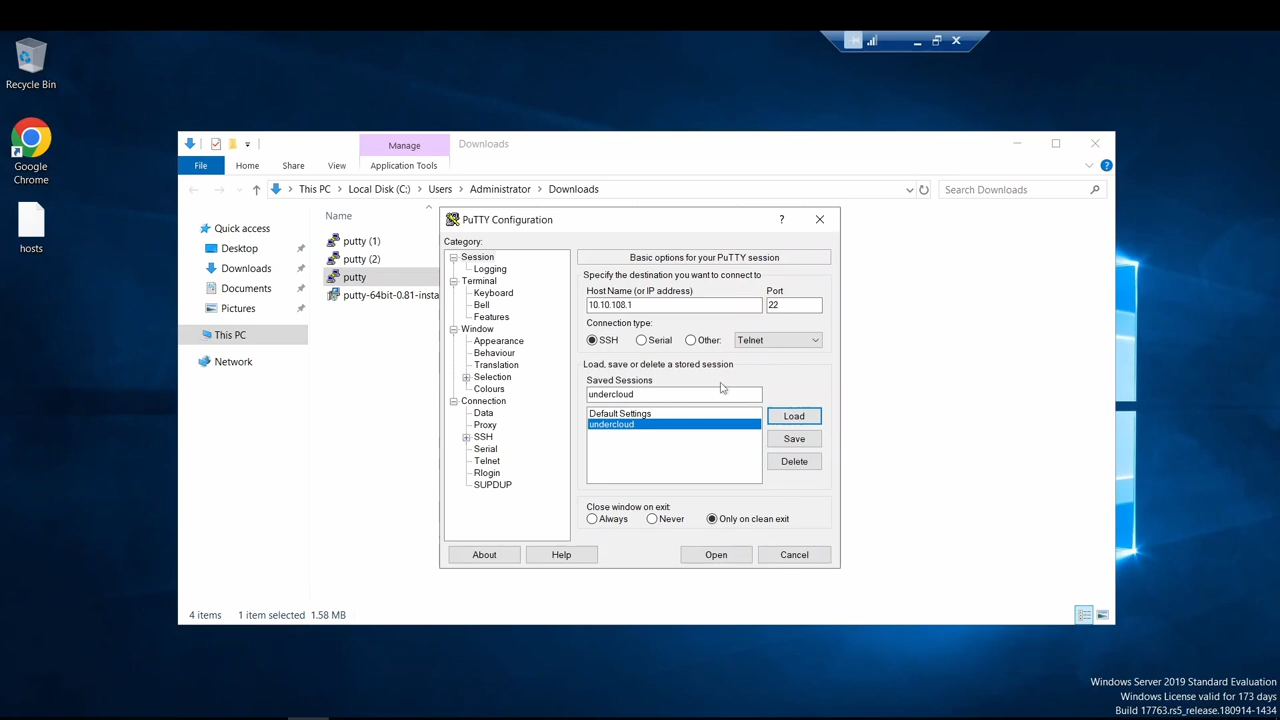 Recycle Bin
Google
Chrome
hosts
Manage
Downloads
File
Home
Share
View
Application Tools
This PC
Local Disk (C:)
Users
Administrator
Downloads
Search Downloads
Quick access
Desktop
Downloads
Documents
Pictures
This PC
Network
Name
putty (1)
putty (2)
putty
putty-64bit-0.81-insta
4 items
1 item selected
1.58 MB
PuTTY Configuration
?
Category:
Session
Logging
Terminal
Keyboard
Bell
Features
Window
Appearance
Behaviour
Translation
Selection
Colours
Connection
Data
Proxy
SSH
Serial
Telnet
Rlogin
SUPDUP
Basic options for your PuTTY session
Specify the destination you want to connect to
Host Name (or IP address)
Port
10.10.108.1
22
Connection type:
SSH
Serial
Other:
Telnet
Load, save or delete a stored session
Saved Sessions
undercloud
Default Settings
undercloud
Load
Save
Delete
Close window on exit:
Always
Never
Only on clean exit
About
Help
Open
Cancel
Windows Server 2019 Standard Evaluation
Windows License valid for 173 days
Build 17763.rs5_release.180914-1434